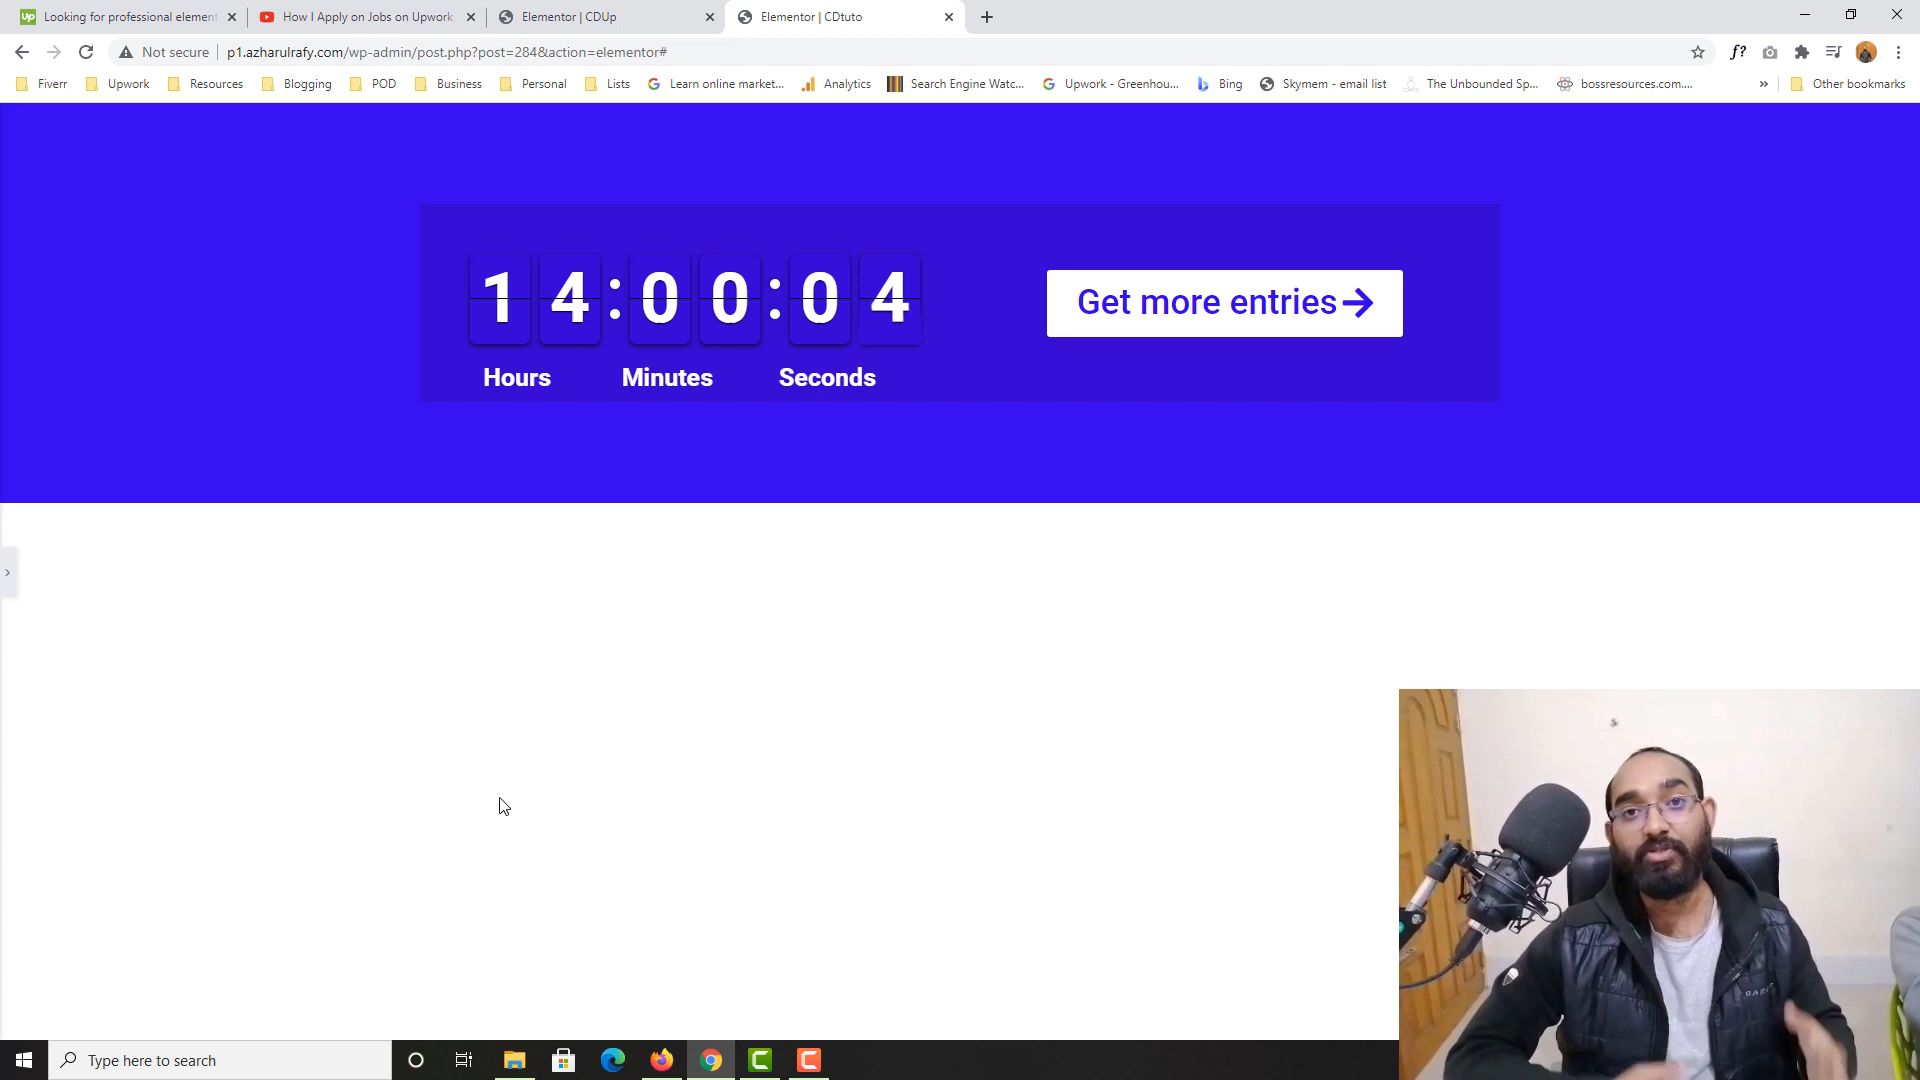 Looking for professional elemen
How I Apply on Jobs on Upwork
Elementor | CDUp
Elementor | CDtuto
Not secure
p1.azharulrafy.com/wp-admin/post.php?post=284&action=elementor#
f?
Fiverr
Upwork
Resources
Blogging
POD
Business
Personal
Lists
Learn online market...
Analytics
Search Engine Watc...
Upwork - Greenhou...
Bing
Skymem - email list
The Unbounded Sp...
bossresources.com....
»
Other bookmarks
14:00:04
Hours Minutes Seconds
Get more entries→
Type here to search